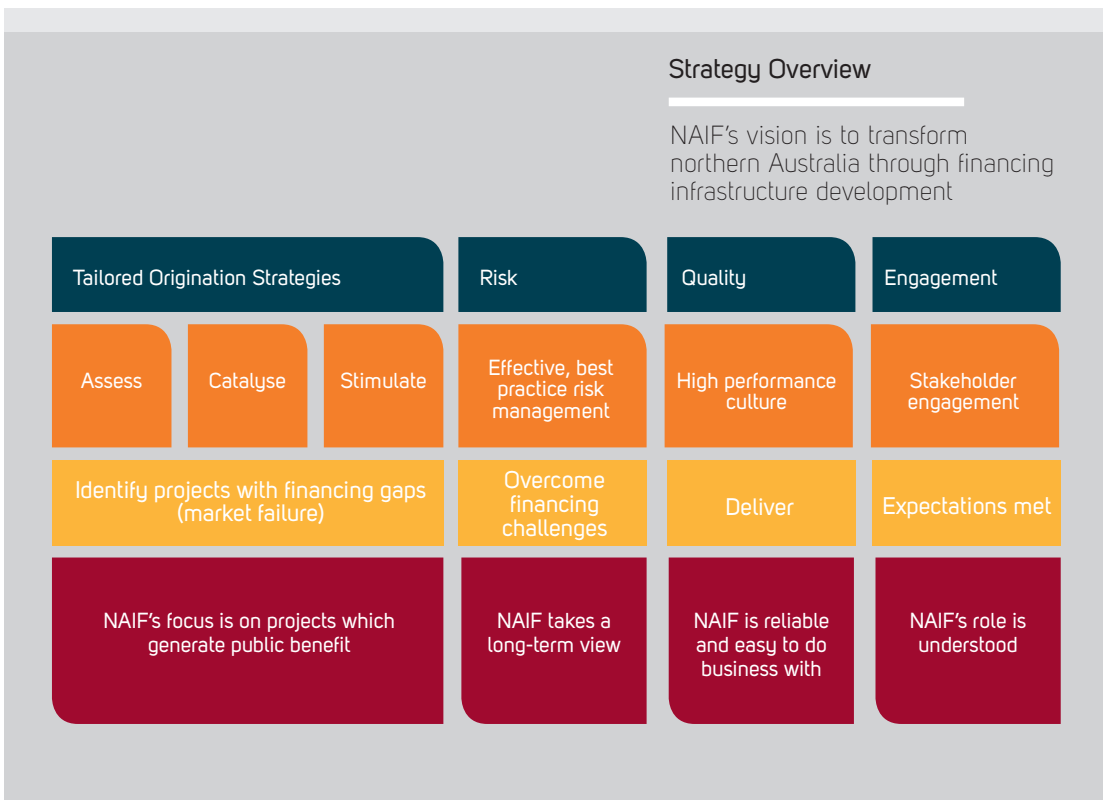 Strategy Overview
NAIF's vision is to transform
northern Australia through financing
infrastructure development
Tailored Origination Strategies
Risk
Quality
Engagement
Assess
Catalyse
Stimulate
Effective, best
practice risk
management
High performance
culture
Stakeholder
engagement
Identify projects with financing gaps
(market failure)
Overcome
financing
challenges
Deliver
Expectations met
NAIF's focus is on projects which
generate public benefit
NAIF takes a
long-term view
NAIF is reliable
and easy to do
business with
NAIF's role is
understood